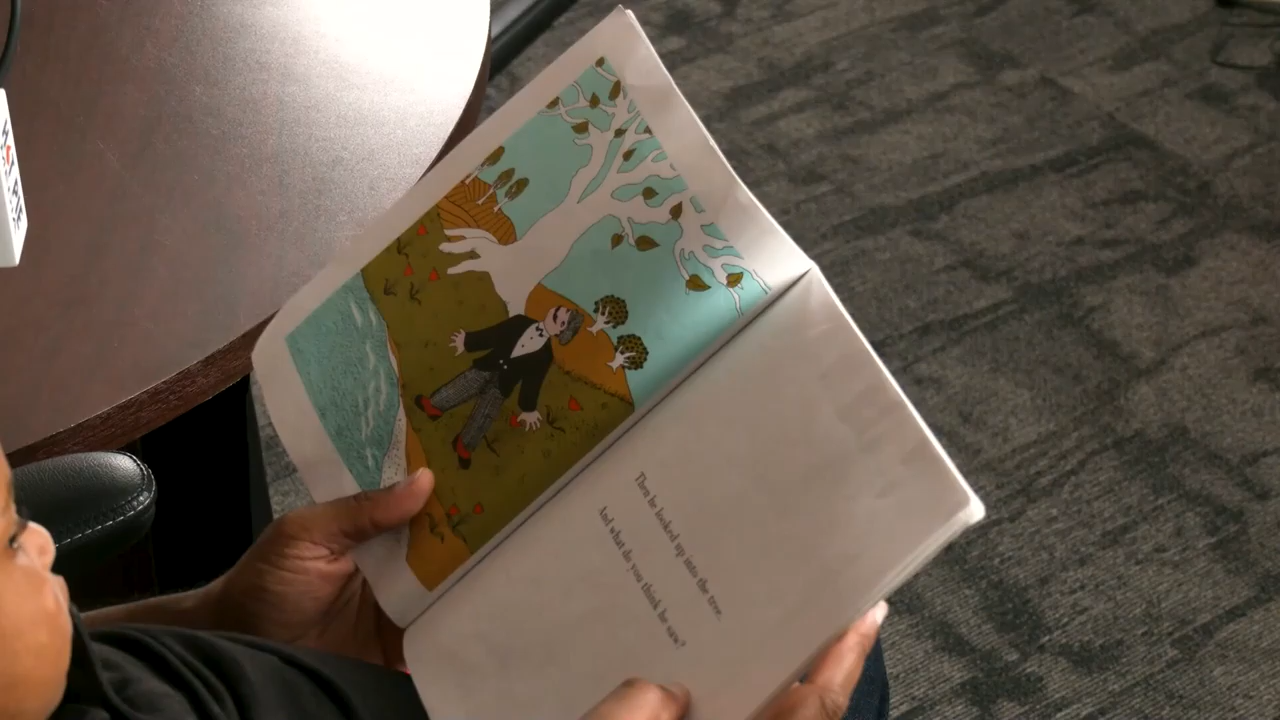 Then he looked up into the tree.
And what do you think he saw?